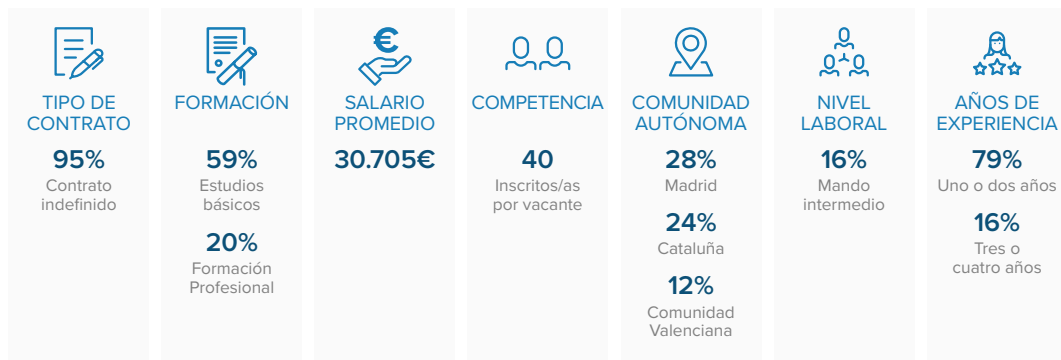 TIPO DE
CONTRATO
95%
Contrato
indefinido
FORMACIÓN
59%
Estudios
básicos
20%
Formación
Profesional
€
SALARIO
PROMEDIO
30.705€
COMPETENCIA
40
Inscritos/as
por vacante
COMUNIDAD
AUTÓNOMA
28%
Madrid
24%
Cataluña
12%
Comunidad
Valenciana
NIVEL
LABORAL
16%
Mando
intermedio
AÑOS DE
EXPERIENCIA
79%
Uno o dos años
16%
Tres o
cuatro años